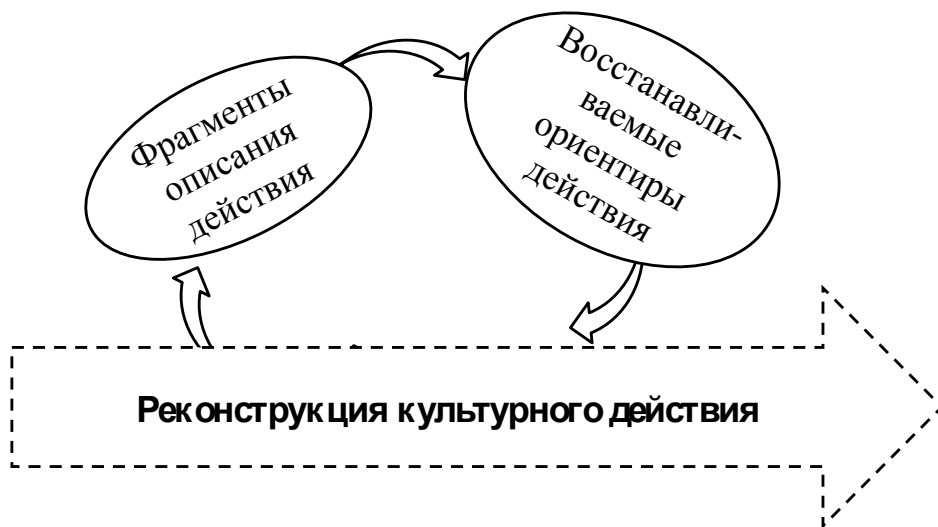 Фрагменты
описания
действия
Восстанавли-
ваемые
ориентиры
действия
Реконструкция культурного действия